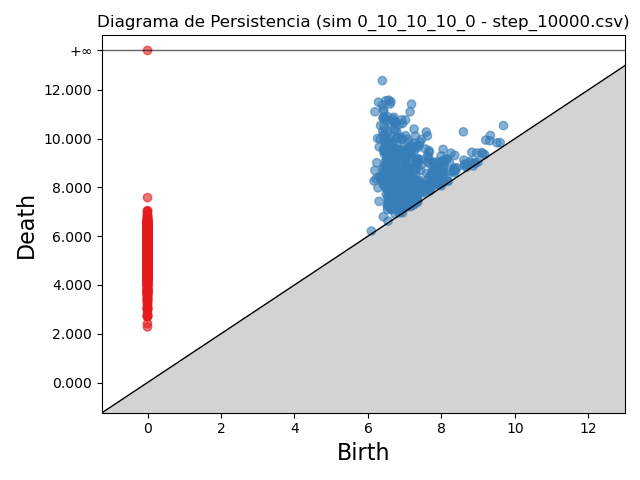 Diagrama de Persistencia (sim 0_10_10_10_0 - step_10000.csv)
+∞
12.000
10.000
8.000
6.000
4.000
2.000
0.000
Death
0 2 4 6 8 10 12
Birth